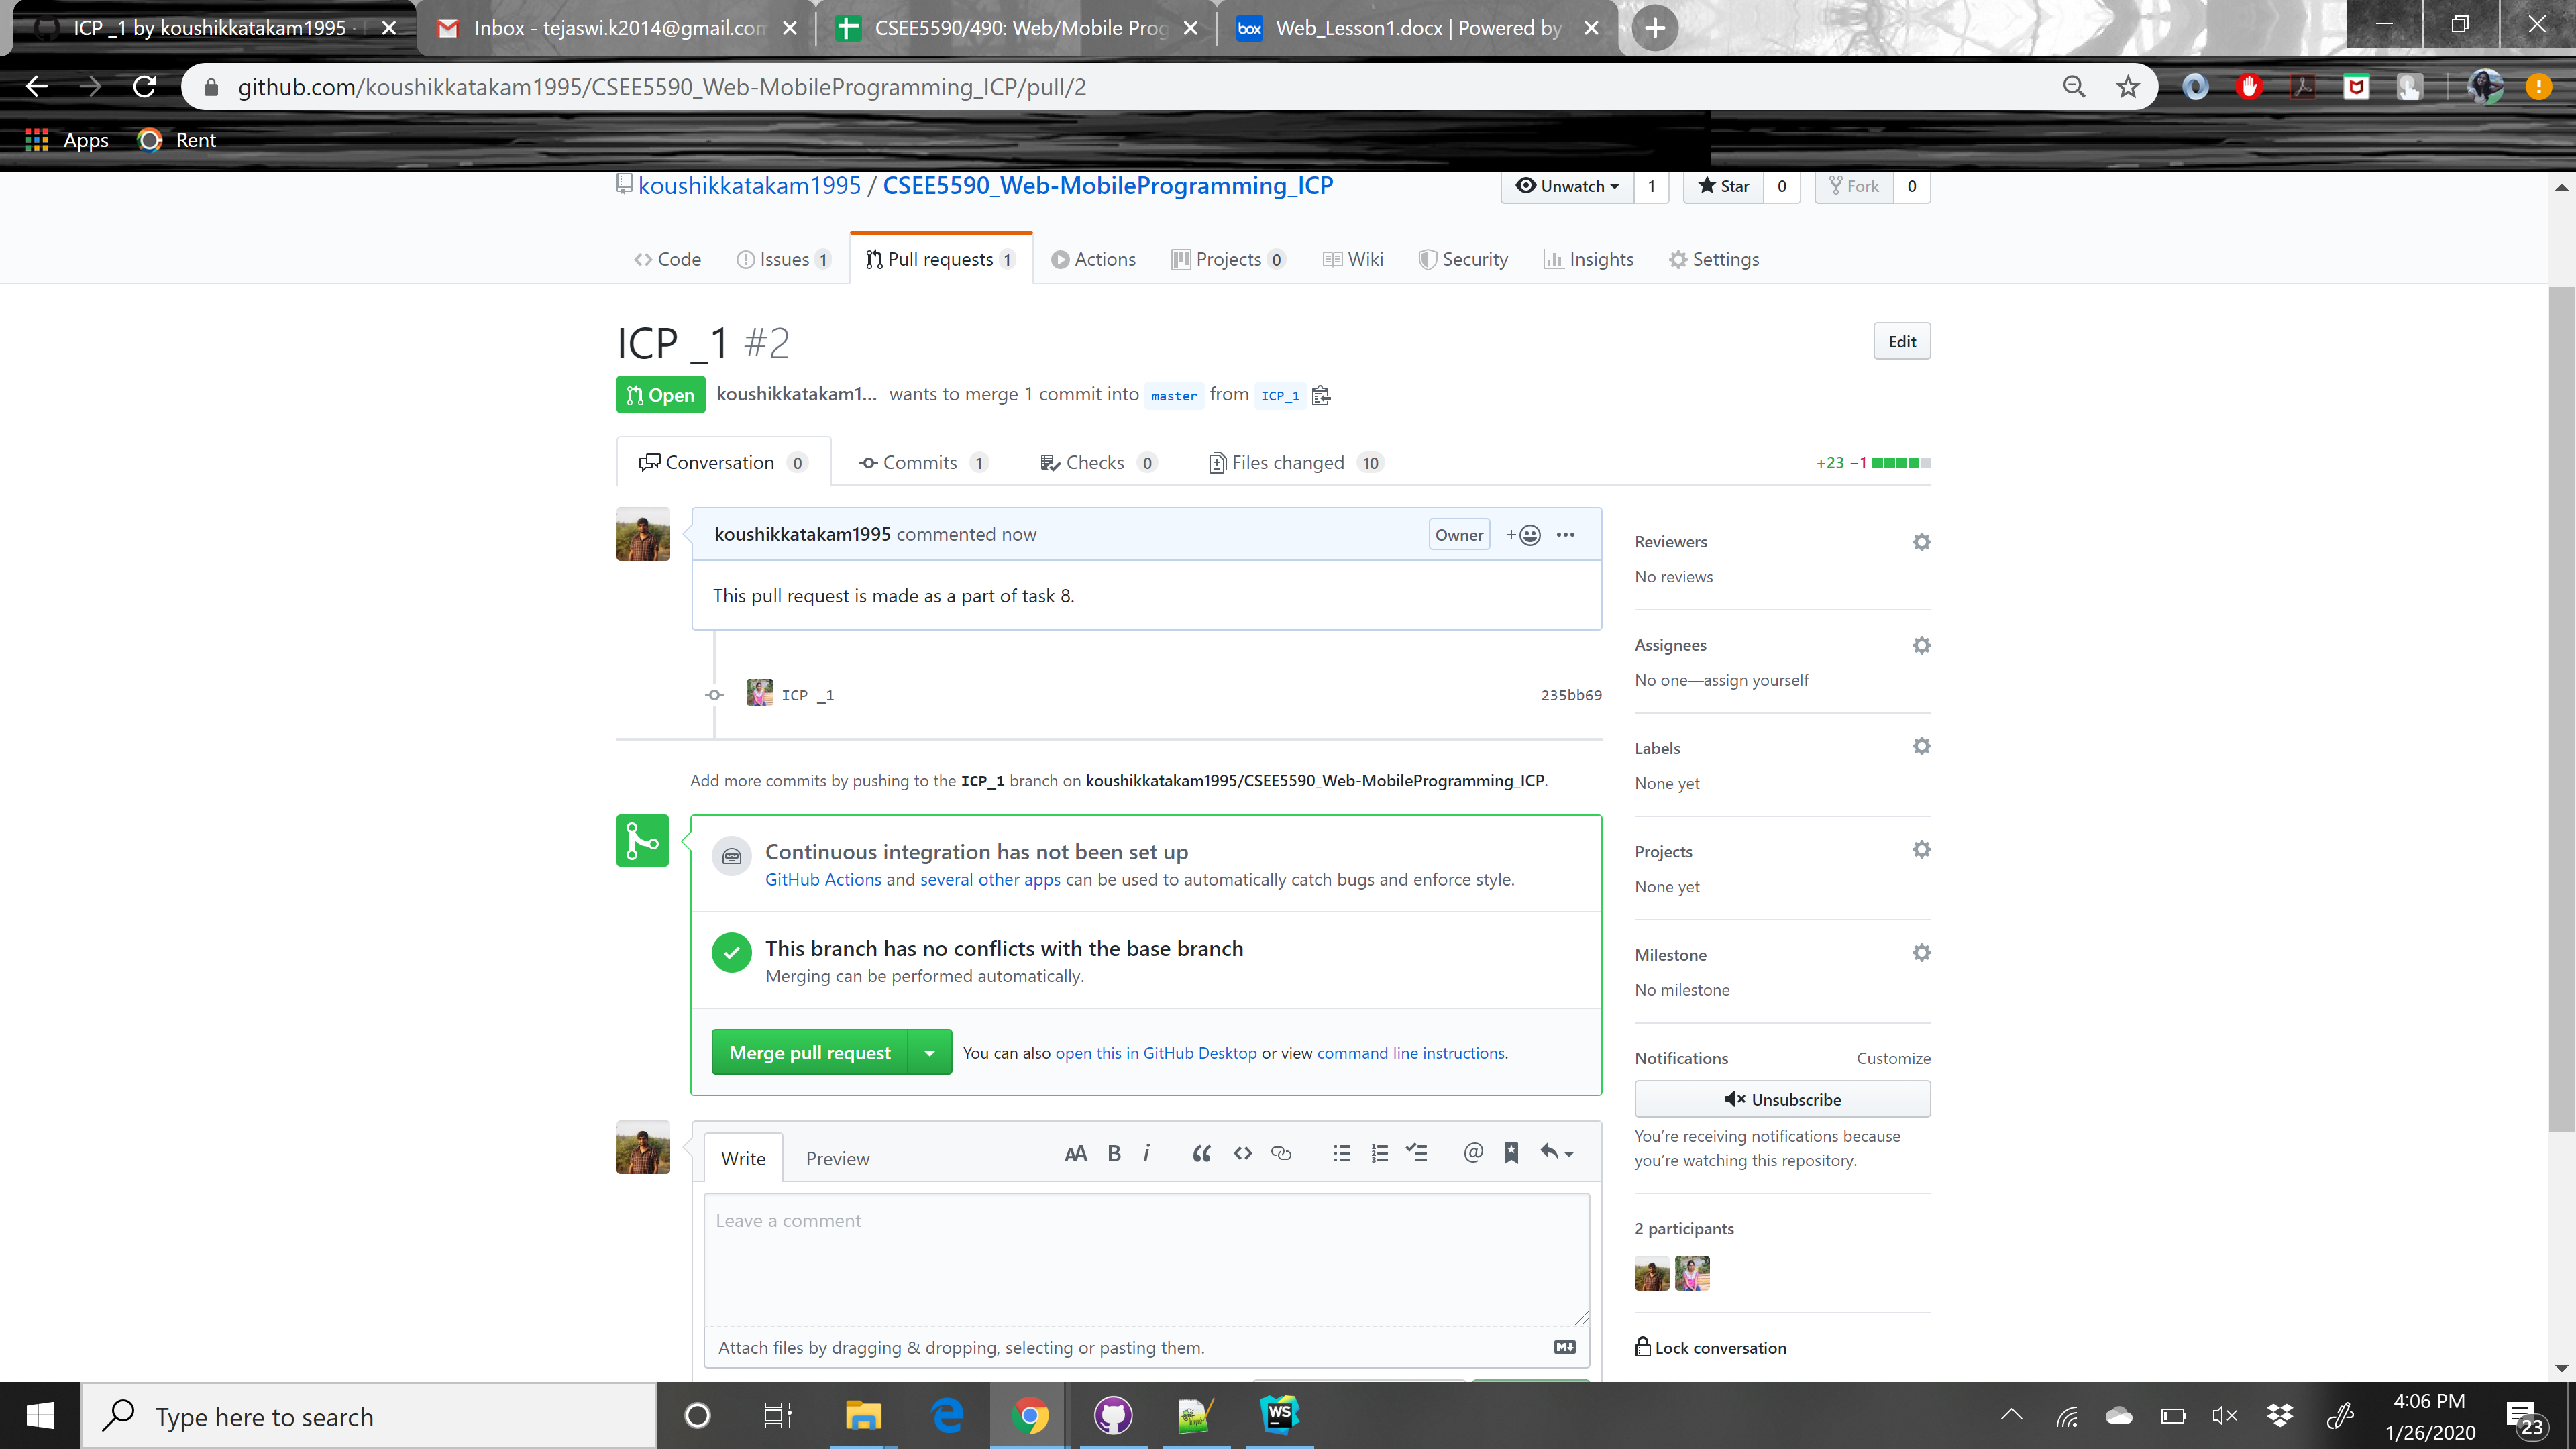 ICP _1 by koushikkatakam1995 ·
Inbox - tejaswi.k2014@gmail.com
CSEE5590/490: Web/Mobile Prog
box Web_Lesson1.docx | Powered by
github.com/koushikkatakam1995/CSEE5590_Web-MobileProgramming_ICP/pull/2
Apps Rent
koushikkatakam1995 / CSEE5590_Web-MobileProgramming_ICP
Unwatch 1 Star 0 Fork 0
Code Issues 1 Pull requests 1 Actions Projects 0 Wiki Security Insights Settings
ICP _1 #2
Edit
Open koushikkatakam1... wants to merge 1 commit into master from ICP_1
Conversation 0 Commits 1 Checks 0 Files changed 10
+23 −1
koushikkatakam1995 commented now
Owner
This pull request is made as a part of task 8.
ICP _1 235bb69
Add more commits by pushing to the ICP_1 branch on koushikkatakam1995/CSEE5590_Web-MobileProgramming_ICP.
Continuous integration has not been set up
GitHub Actions and several other apps can be used to automatically catch bugs and enforce style.
This branch has no conflicts with the base branch
Merging can be performed automatically.
Merge pull request You can also open this in GitHub Desktop or view command line instructions.
Write Preview
AA B i
Leave a comment
Attach files by dragging & dropping, selecting or pasting them.
Reviewers
No reviews
Assignees
No one—assign yourself
Labels
None yet
Projects
None yet
Milestone
No milestone
Notifications Customize
Unsubscribe
You're receiving notifications because
you're watching this repository.
2 participants
Lock conversation
Type here to search
WS
4:06 PM
1/26/2020
23